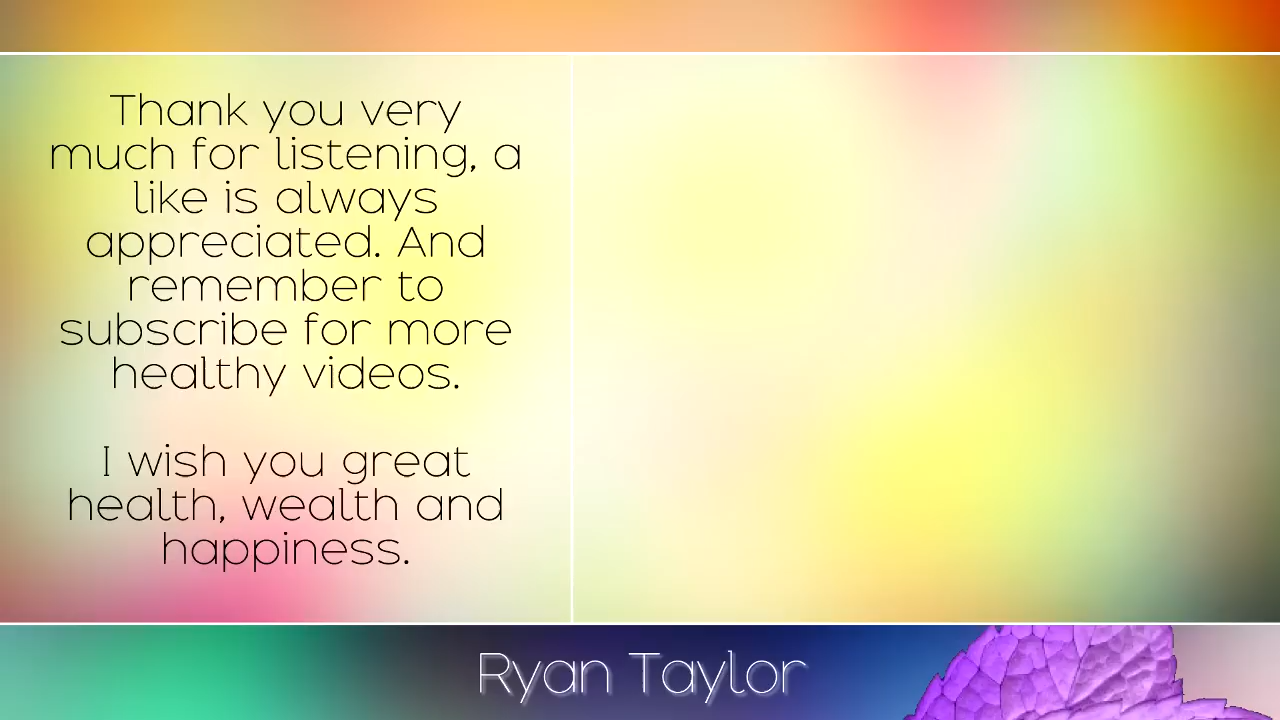 Thank you very
much for listening, a
like is always
appreciated. And
remember to
subscribe for more
healthy videos.
I wish you great
health, wealth and
happiness.
Ryan Taylor